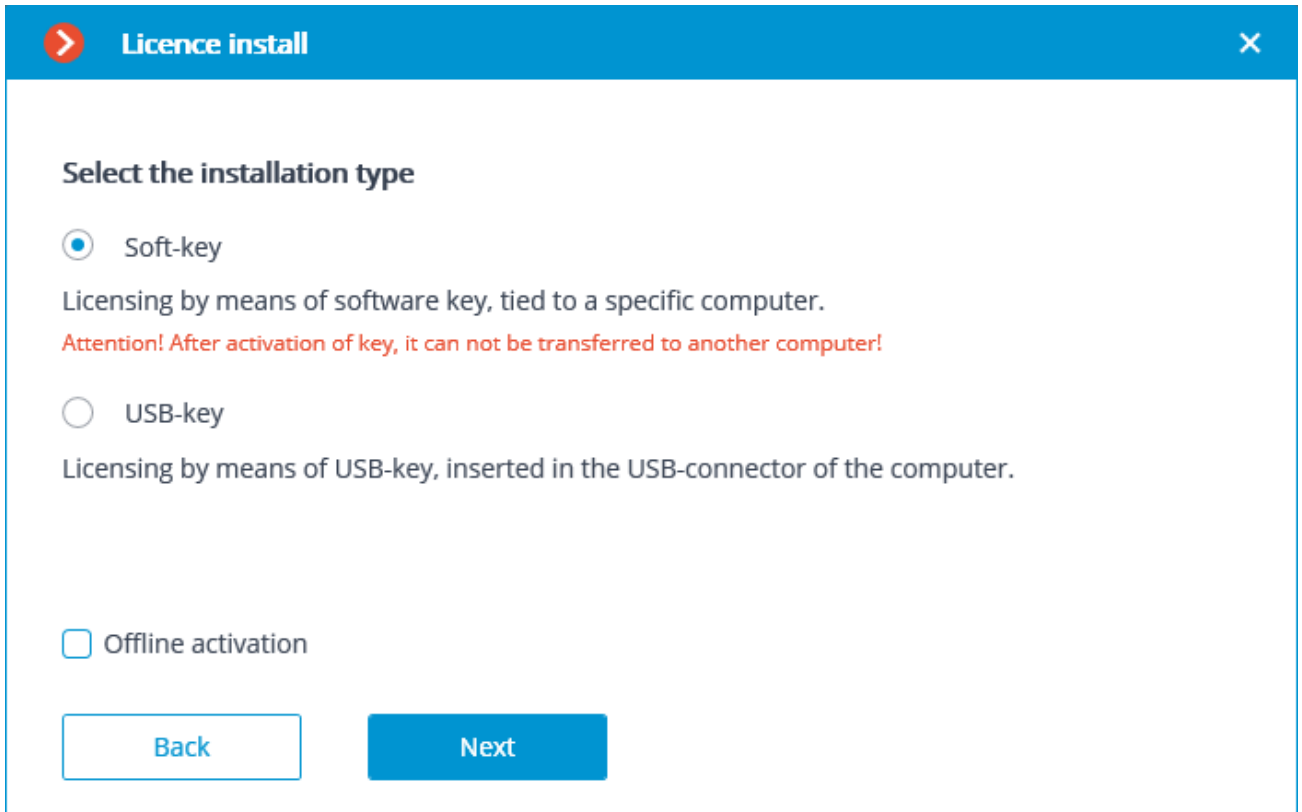 Licence install
Select the installation type
Soft-key
Licensing by means of software key, tied to a specific computer.
Attention! After activation of key, it can not be transferred to another computer!
USB-key
Licensing by means of USB-key, inserted in the USB-connector of the computer.
Offline activation
Back
Next